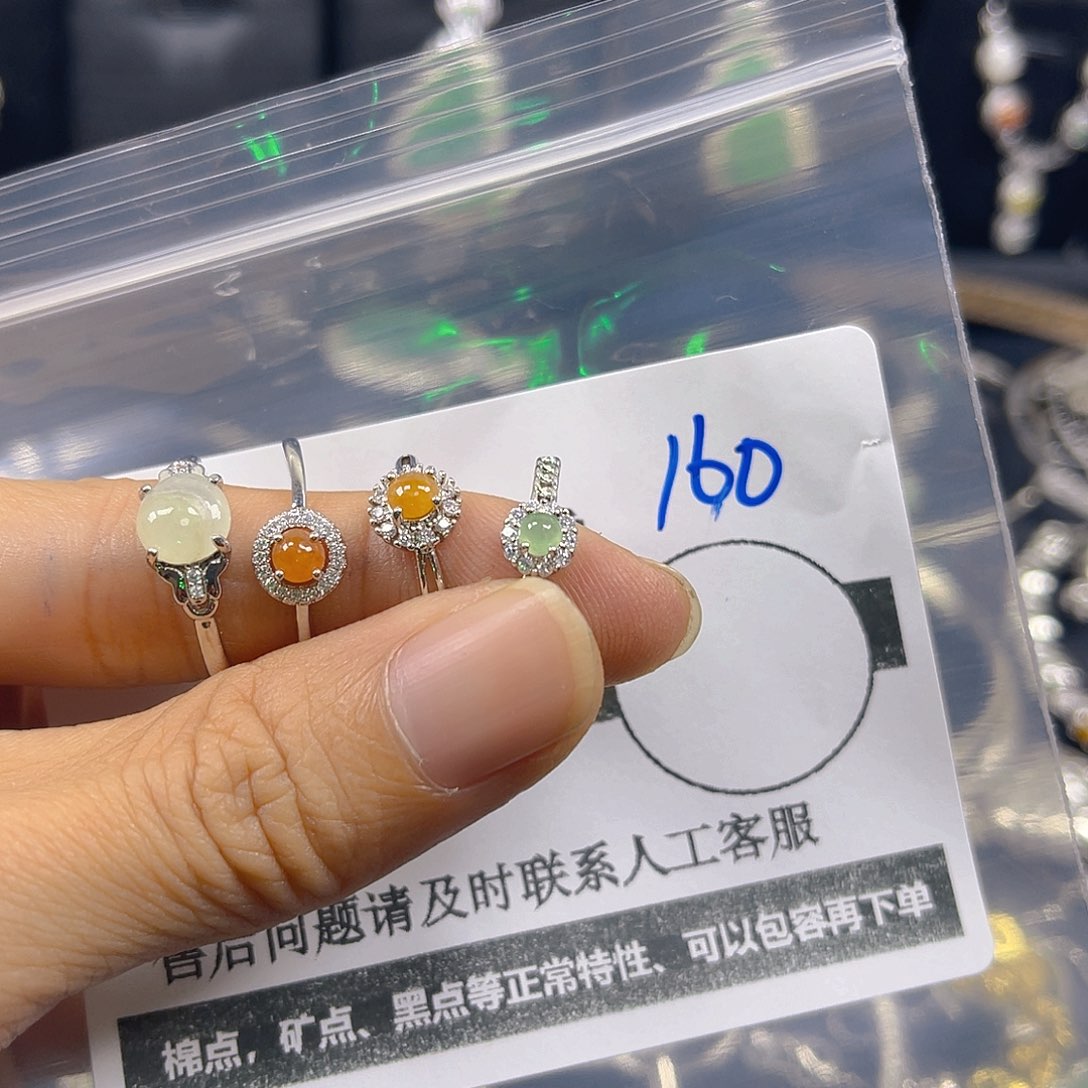 160
售后问题请及时联系人工客服
棉点，矿点、黑点等正常特性、可以包容再下单